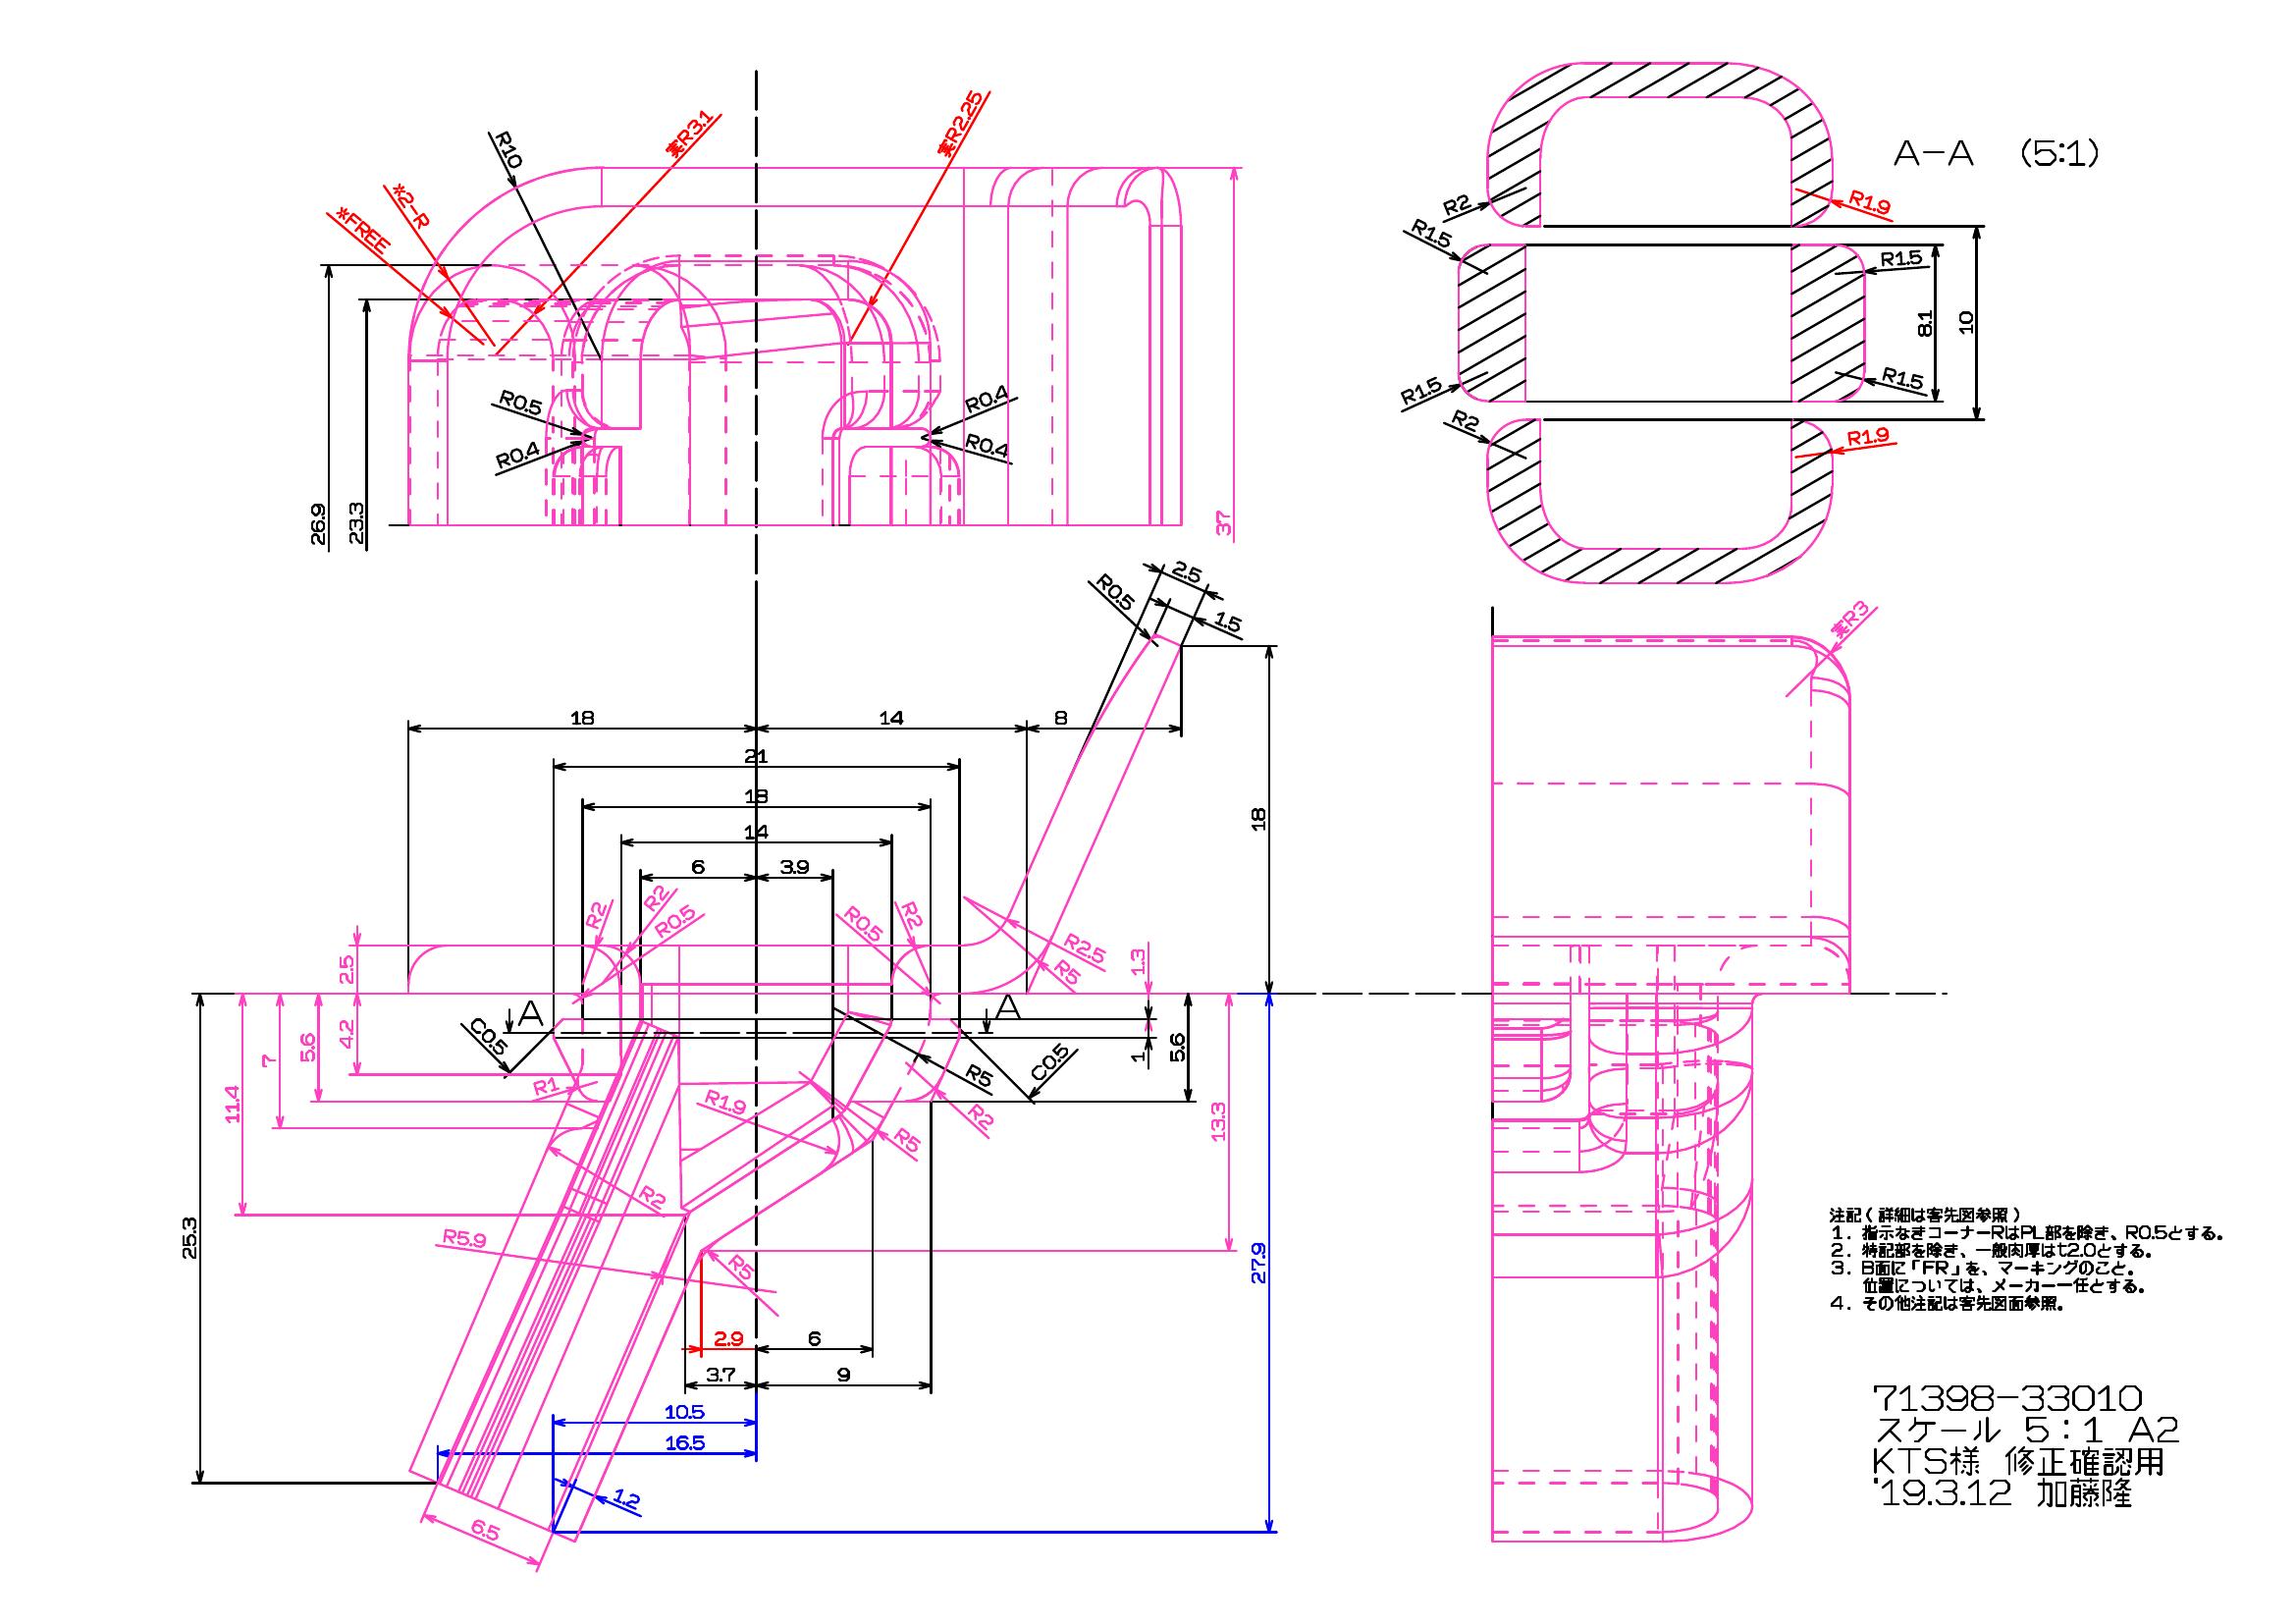 R10
実R3.1
実R2.25
*2-R
*FREE
R0.5
R0.4
R0.4
R0.4
26.9
23.3
37
A-A (5:1)
R2
R1.9
R1.5
R1.5
8.1
10
R1.5
R1.5
R2
R1.9
R0.5
2.5
1.5
実R3
18
14
8
21
18
14
6
3.9
18
R2
R2
R0.5
R0.5
R2
R2.5
R5
1.3
2.5
A
A
C0.5
4.2
5.6
7
11.4
R1
R1.9
R5
C0.5
1
5.6
R2
R5
13.3
R2
R5.9
R5
25.3
27.9
2.9
6
3.7
9
10.5
16.5
1.2
6.5
注記(詳細は客先図参照)
1. 指示なきコーナーRはPL部を除き、R0.5とする。
2. 特記部を除き、一般肉厚はt2.0とする。
3. B面に「FR」を、マーキングのこと。
位置については、メーカー一任とする。
4. その他注記は客先図面参照。
71398-33010
スケール 5:1 A2
KTS様 修正確認用
'19.3.12 加藤隆